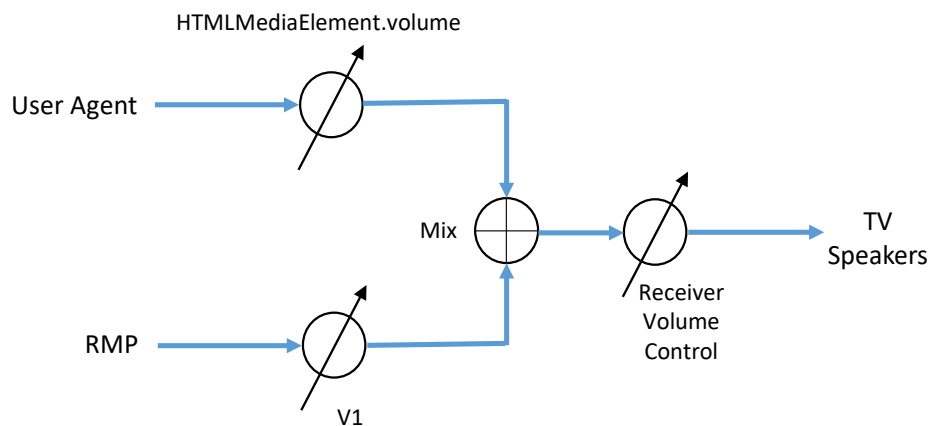 HTMLMediaElement.volume
User Agent
Mix
TV
Speakers
Receiver
Volume
Control
RMP
V1